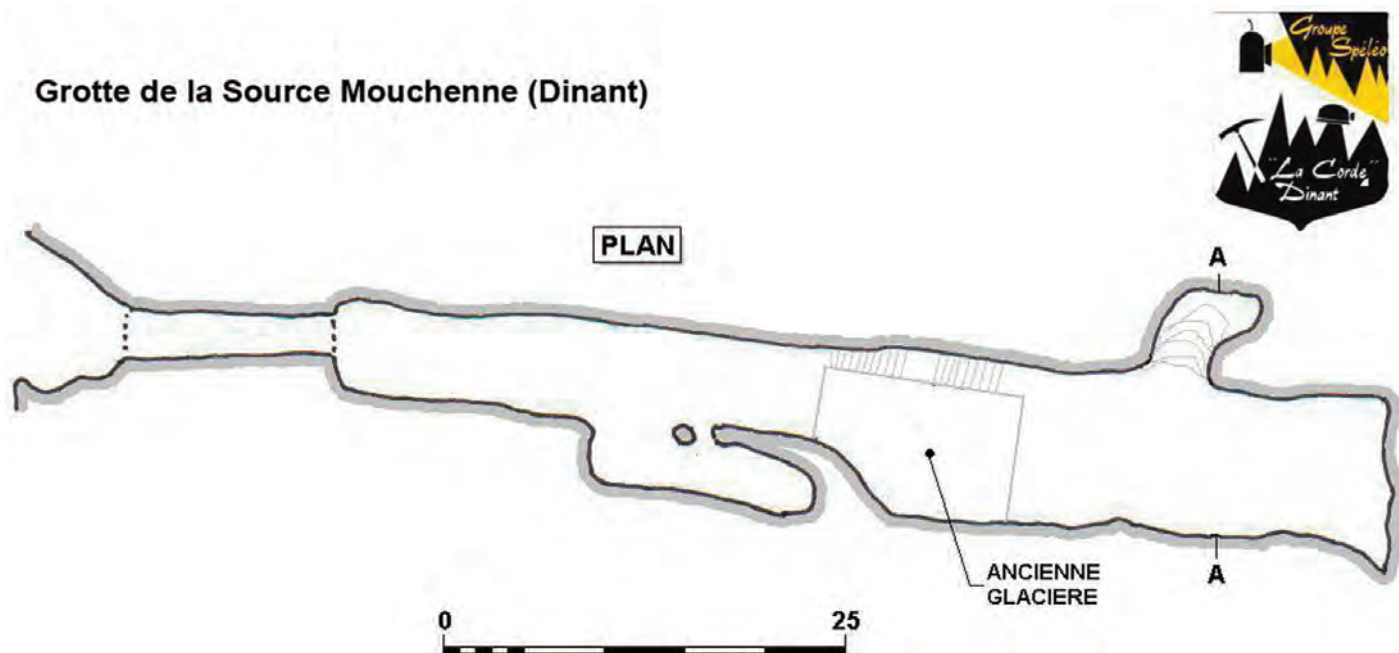 Grotte de la Source Mouchenne (Dinant)
Groupe
Spéléo
"La Corde"
Dinant
PLAN
A
ANCIENNE
GLACIERE
A
0 25